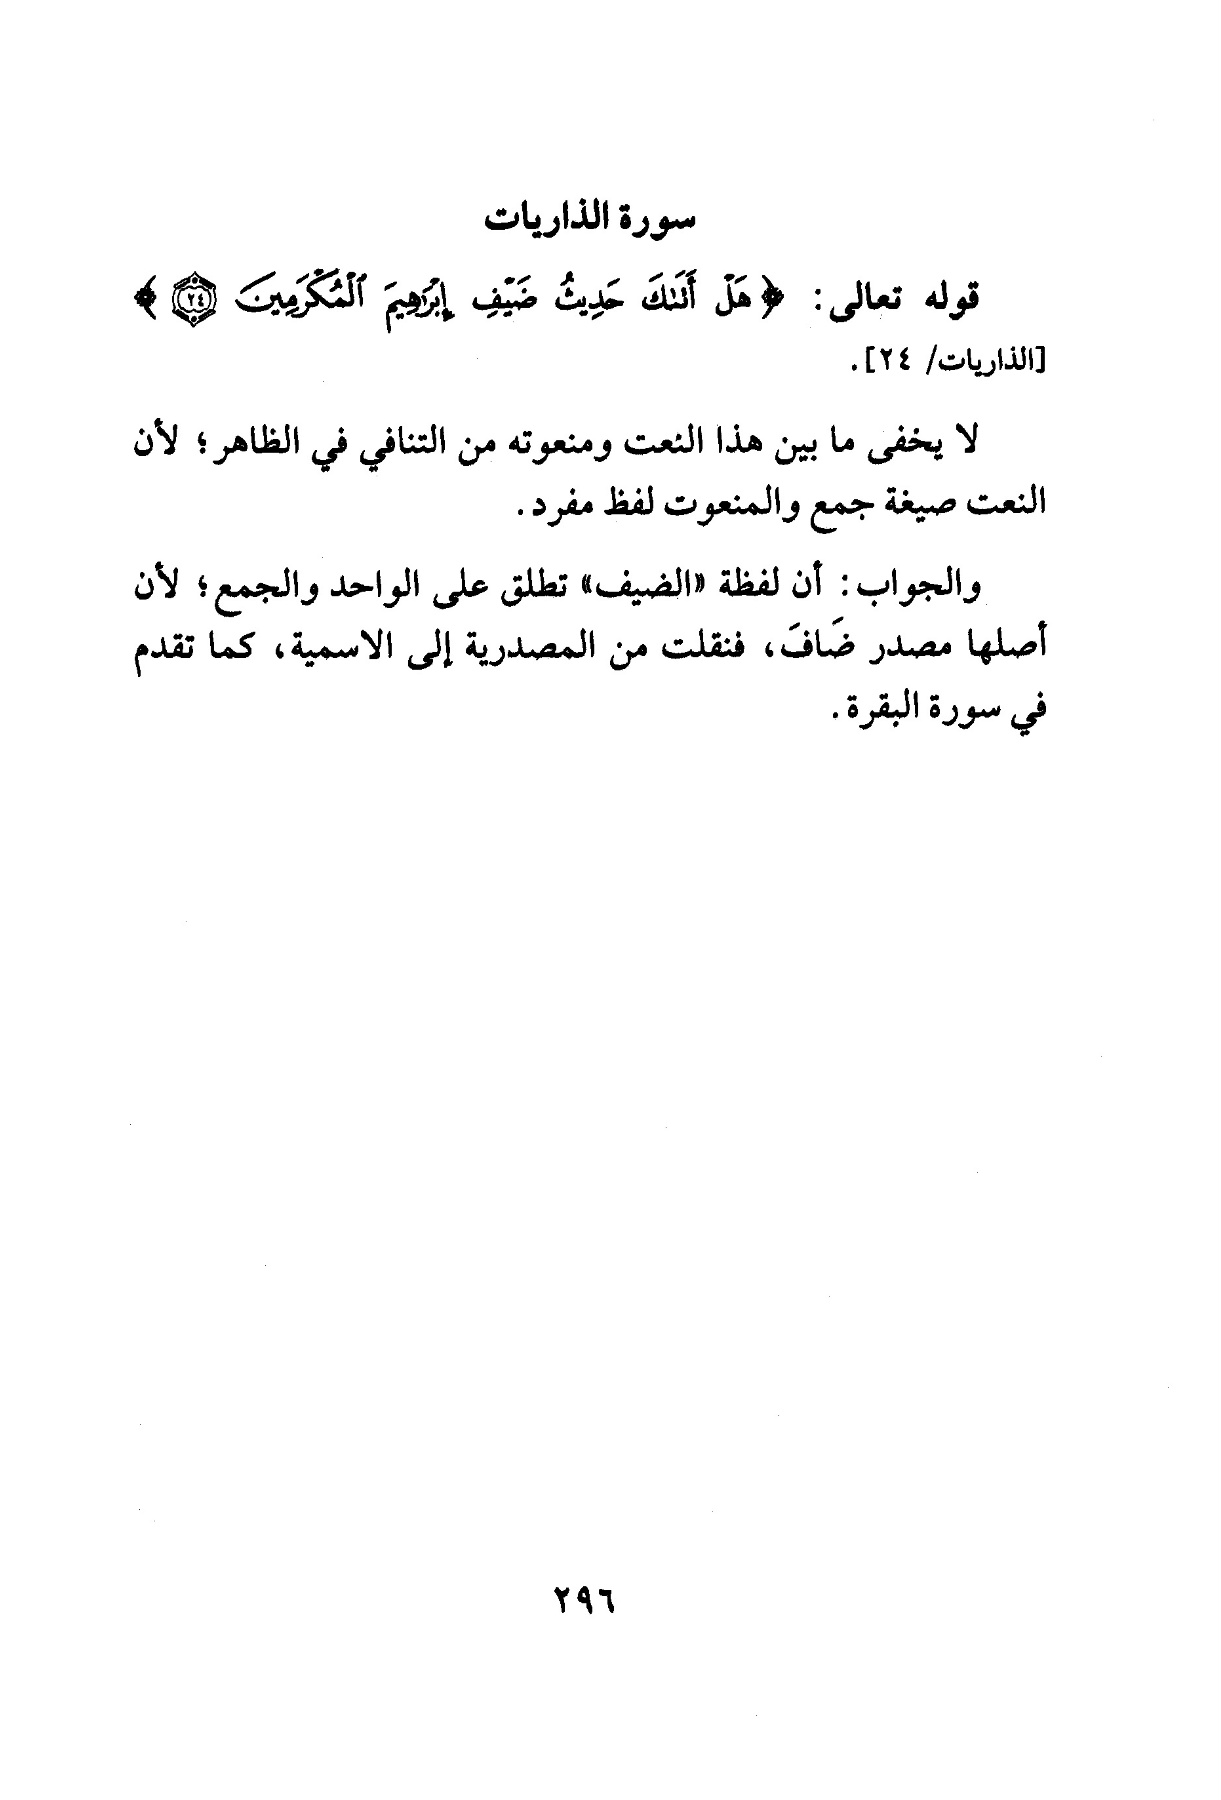 سورة الذاريات
قوله تعالى: ﴿هَلْ أَتَىٰكَ حَدِيثُ ضَيْفِ إِبْرَٰهِيمَ ٱلْمُكْرَمِينَ ٢٤﴾
[الذاريات/ ٢٤].
لا يخفى ما بين هذا النعت ومنعوته من التنافي في الظاهر؛ لأن
النعت صيغة جمع والمنعوت لفظ مفرد.
والجواب: أن لفظة «الضيف» تطلق على الواحد والجمع؛ لأن
أصلها مصدر ضَافَ، فنقلت من المصدرية إلى الاسمية، كما تقدم
في سورة البقرة.
٢٩٦